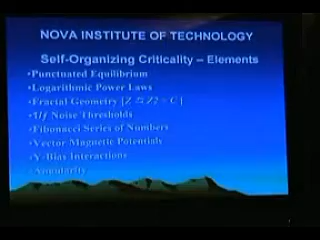 NOVA INSTITUTE OF TECHNOLOGY
Self-Organizing Criticality – Elements
•Punctuated Equilibrium
•Logarithmic Power Laws
•Fractal Geometry [Z ⇆ Z² + C]
•1/f Noise Thresholds
•Fibonacci Series of Numbers
•Vector Magnetic Potentials
•Y-Bias Interactions